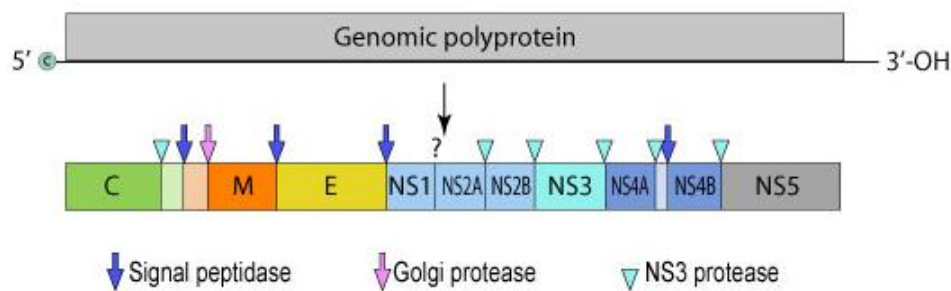 Genomic polyprotein
5’ C 3’-OH
?
C M E NS1 NS2A NS2B NS3 NS4A NS4B NS5
Signal peptidase Golgi protease NS3 protease